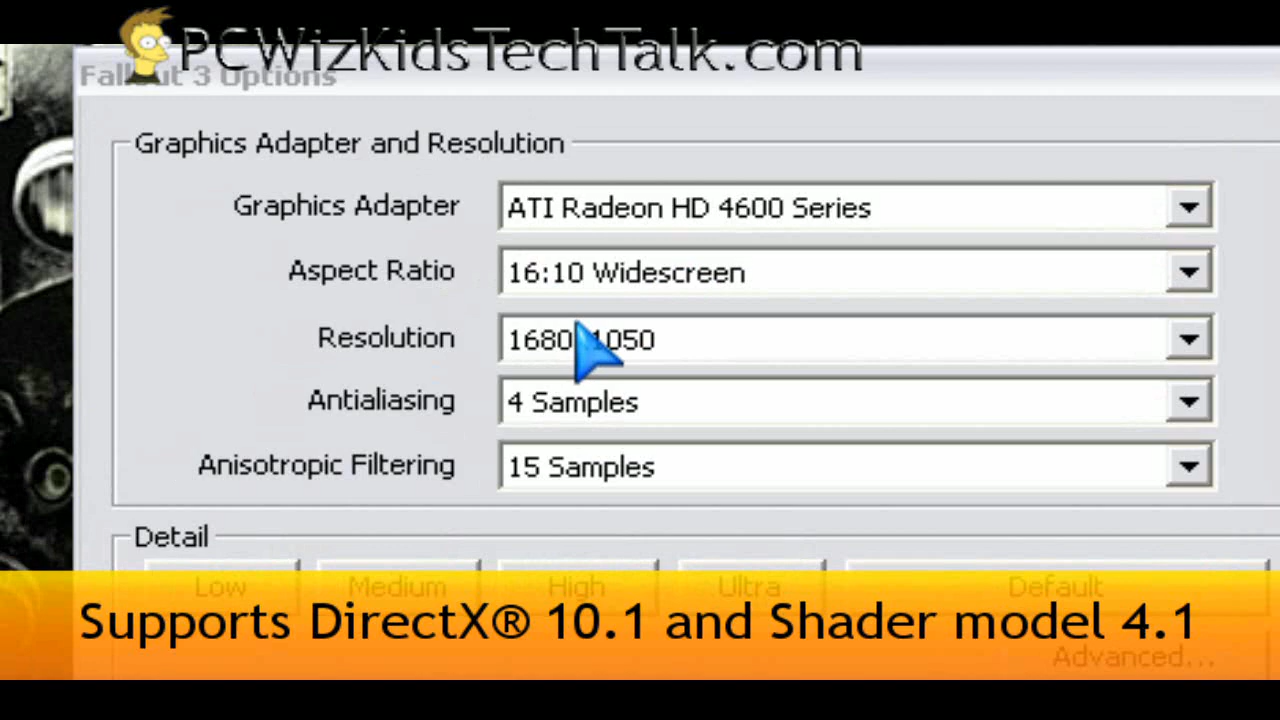 PCWizKidsTechTalk.com
Fallout 3 Options
Graphics Adapter and Resolution
Graphics Adapter ATI Radeon HD 4600 Series
Aspect Ratio 16:10 Widescreen
Resolution 1680 1050
Antialiasing 4 Samples
Anisotropic Filtering 15 Samples
Detail
Low Medium High Ultra Default
Supports DirectX® 10.1 and Shader model 4.1
Advanced...